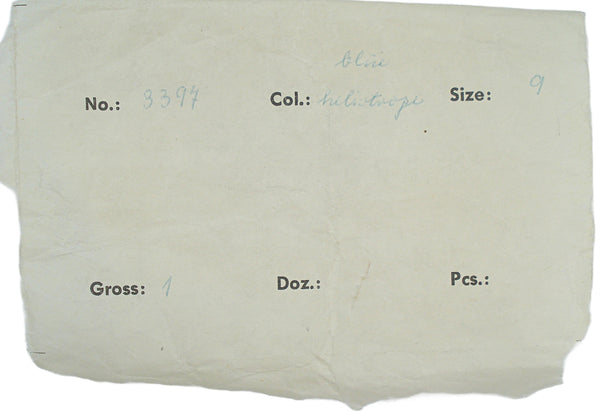 blue
No.: 3397 Col.: heliotrope Size: 9
Gross: 1 Doz.: Pcs.: